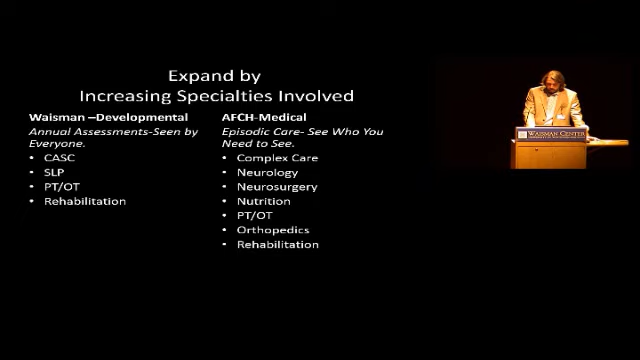 Expand by
Increasing Specialties Involved
Waisman –Developmental
Annual Assessments-Seen by
Everyone.
• CASC
• SLP
• PT/OT
• Rehabilitation
AFCH-Medical
Episodic Care- See Who You
Need to See.
• Complex Care
• Neurology
• Neurosurgery
• Nutrition
• PT/OT
• Orthopedics
• Rehabilitation
WAISMAN CENTER